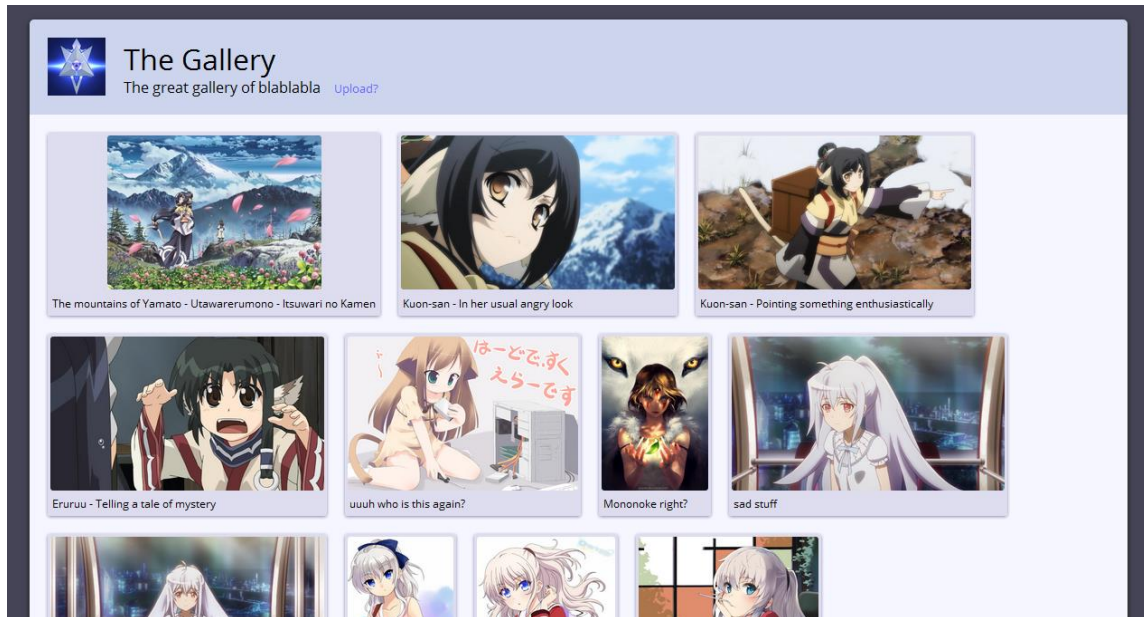 The Gallery
The great gallery of blablabla Upload?
The mountains of Yamato - Utawarerumono - Itsuwari no Kamen
Kuon-san - In her usual angry look
Kuon-san - Pointing something enthusiastically
はーどでぃすく
えらーです
Eruruu - Telling a tale of mystery
uuuh who is this again?
Mononoke right?
sad stuff